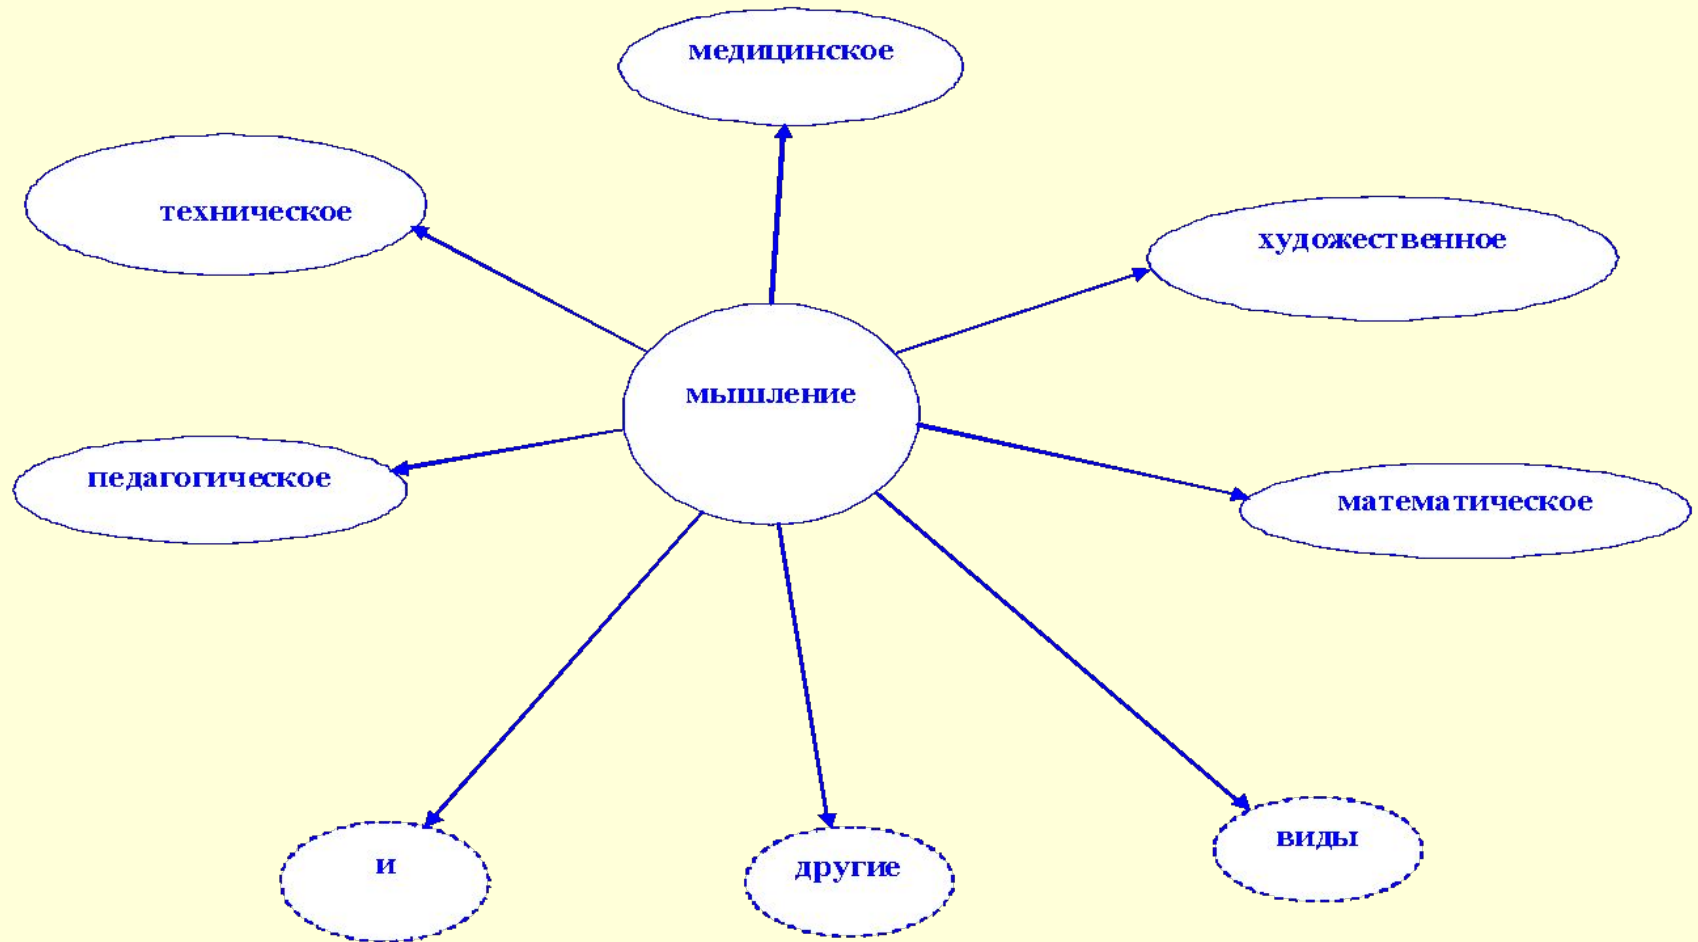 медицинское
техническое
художественное
мышление
педагогическое
математическое
и
другие
виды